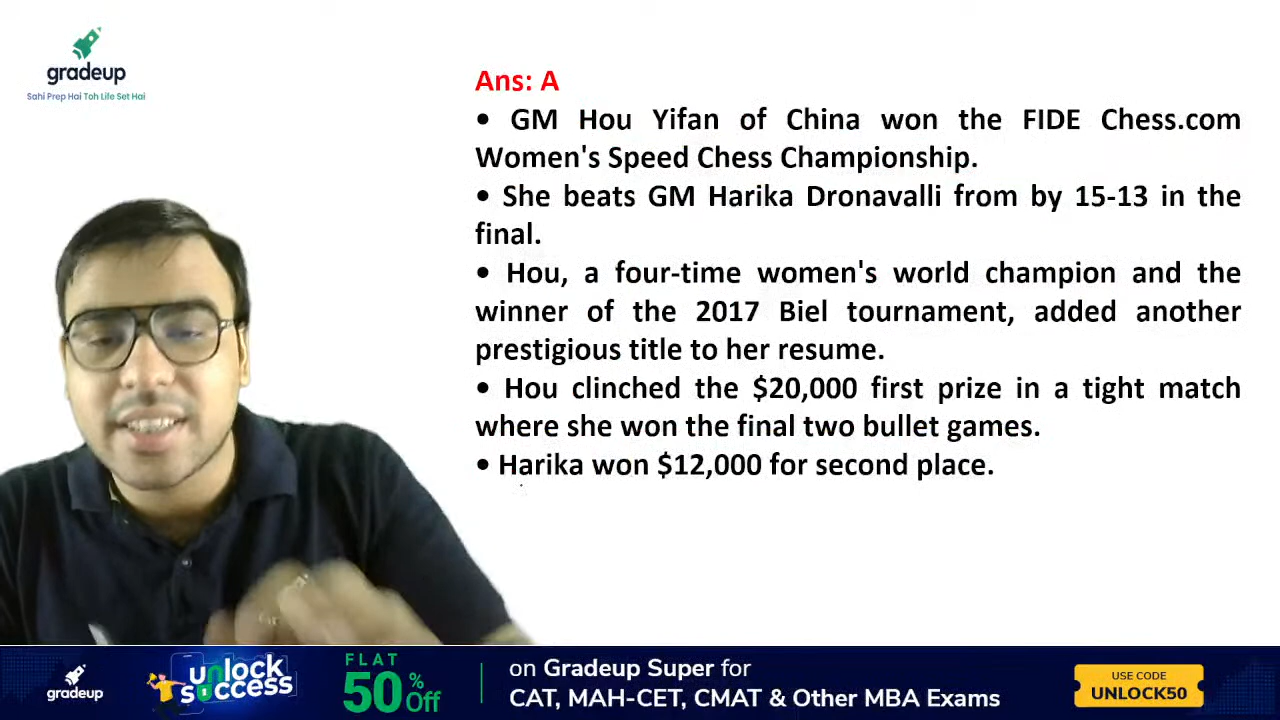 gradeup
Sahi Prep Hai Toh Life Set Hai
Ans: A
• GM Hou Yifan of China won the FIDE Chess.com
Women's Speed Chess Championship.
• She beats GM Harika Dronavalli from by 15-13 in the
final.
• Hou, a four-time women's world champion and the
winner of the 2017 Biel tournament, added another
prestigious title to her resume.
• Hou clinched the $20,000 first prize in a tight match
where she won the final two bullet games.
• Harika won $12,000 for second place.
gradeup
unlock
success
FLAT
50% Off
on Gradeup Super for
CAT, MAH-CET, CMAT & Other MBA Exams
USE CODE
UNLOCK50